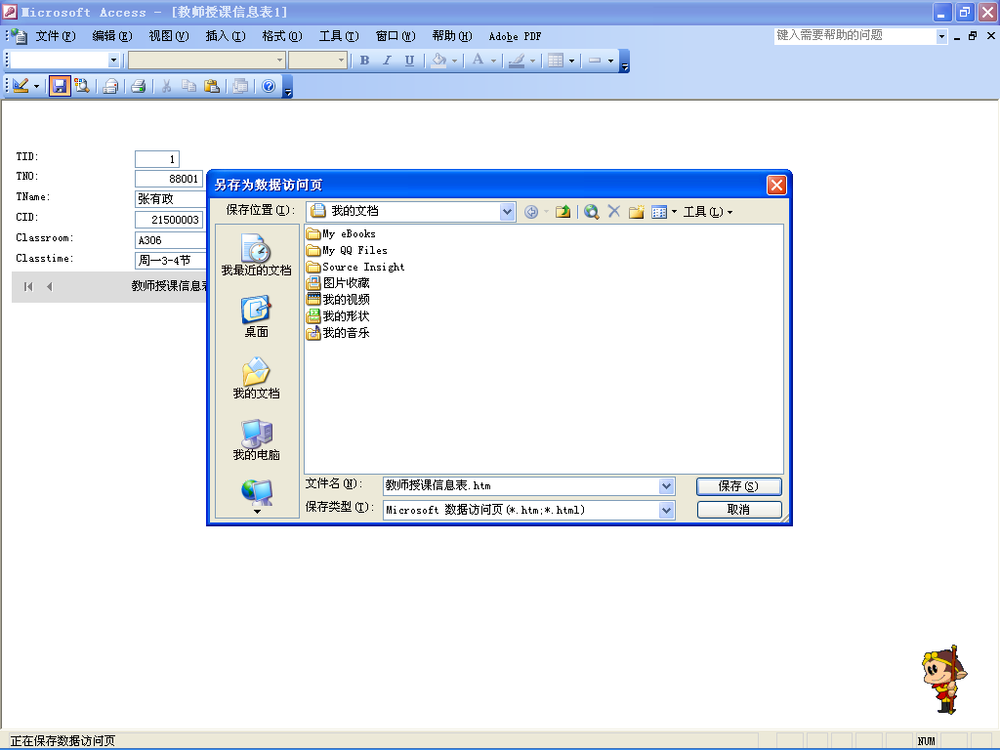 Microsoft Access - [教师授课信息表1]
文件(F) 编辑(E) 视图(V) 插入(I) 格式(O) 工具(T) 窗口(W) 帮助(H) Adobe PDF 键入需要帮助的问题
B I U A
TID: 1
TNO: 88001
TName: 张有政
CID: 21500003
Classroom: A306
Classtime: 周一3-4节
教师授课信息表
另存为数据访问页
保存位置(I): 我的文档 工具(L)
我最近的文档
桌面
我的文档
我的电脑
My eBooks
My QQ Files
Source Insight
图片收藏
我的视频
我的形状
我的音乐
文件名(N): 教师授课信息表.htm 保存(S)
保存类型(T): Microsoft 数据访问页(*.htm;*.html) 取消
正在保存数据访问页 NUM